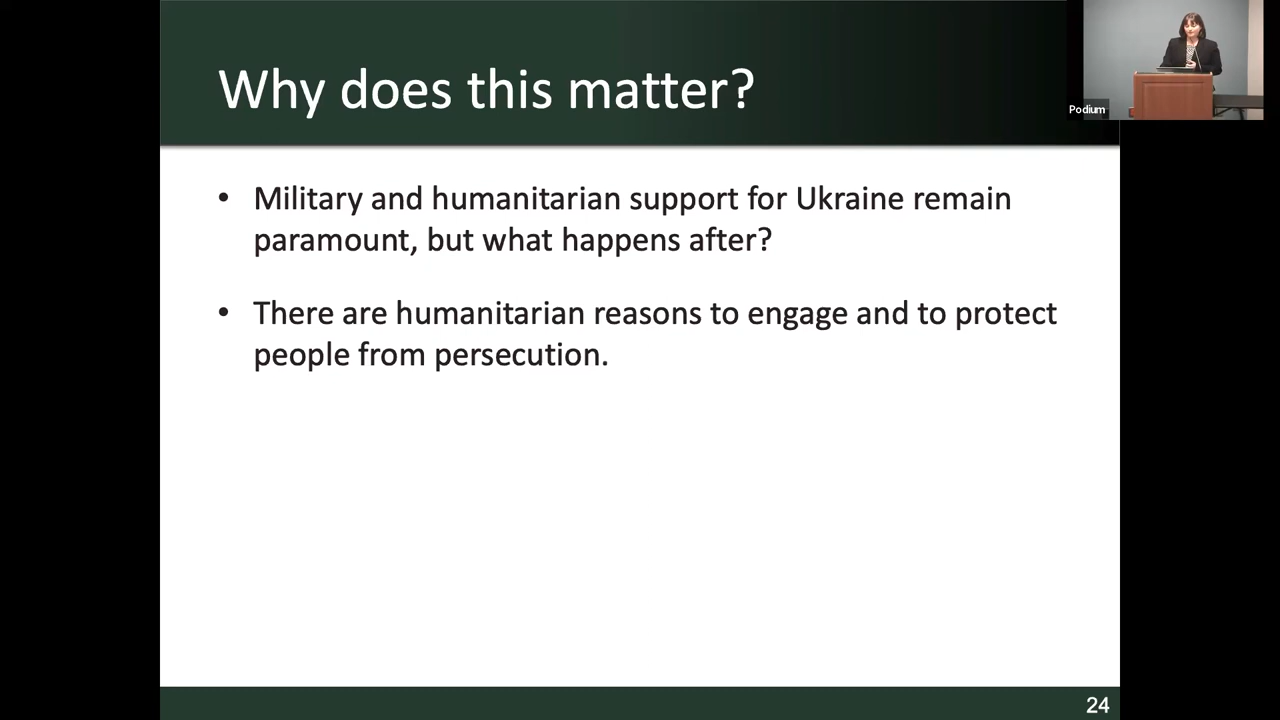 Why does this matter?
Podium
• Military and humanitarian support for Ukraine remain
paramount, but what happens after?
• There are humanitarian reasons to engage and to protect
people from persecution.
24